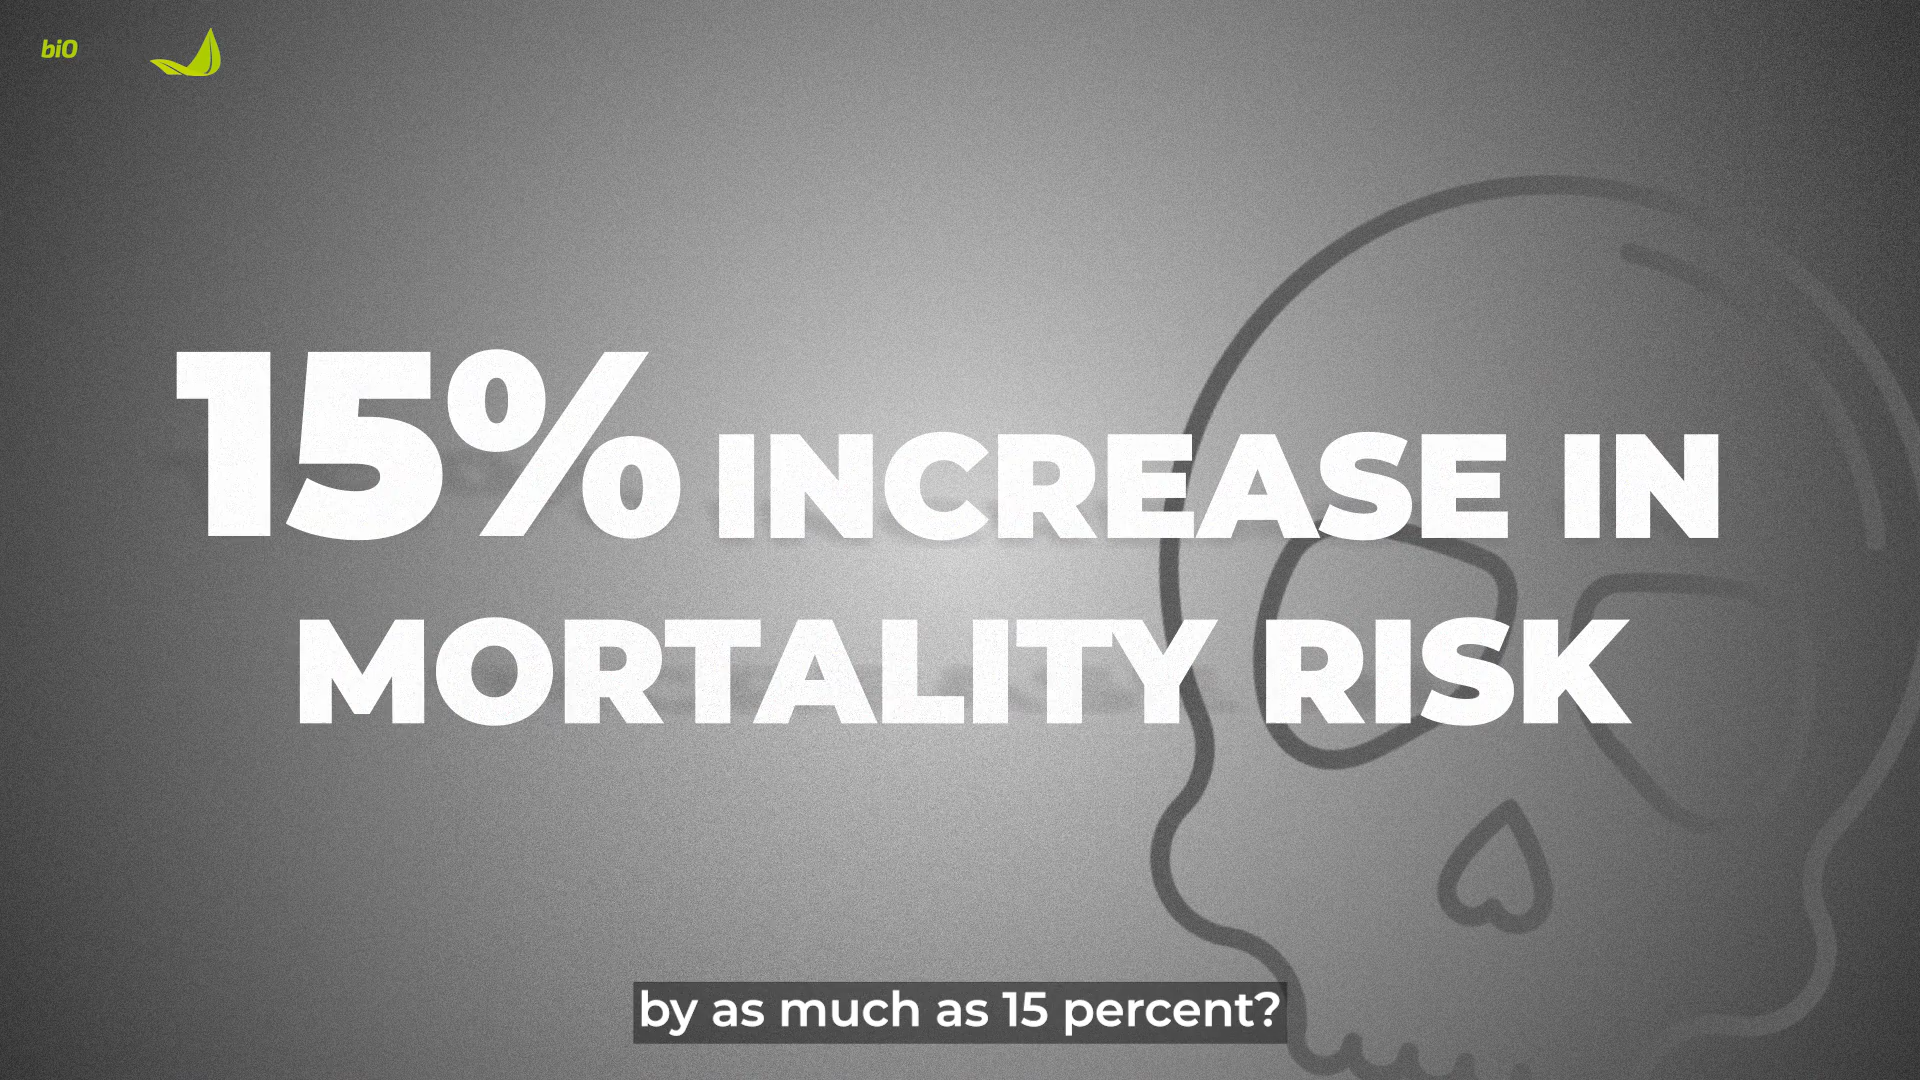 bi0
15% INCREASE IN
MORTALITY RISK
by as much as 15 percent?